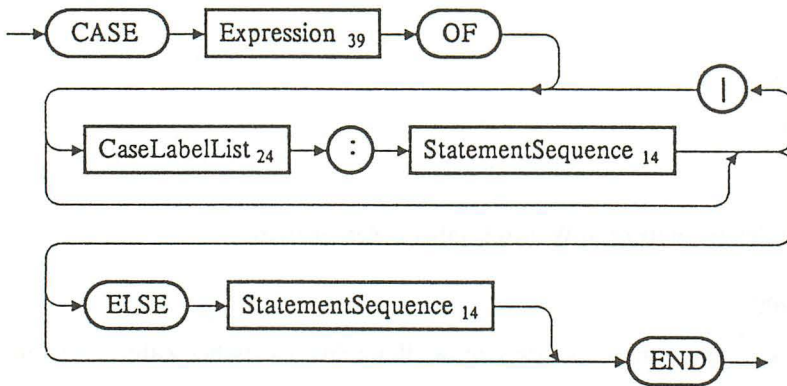 CASE Expression 39 OF
|
CaseLabelList 24 : StatementSequence 14
ELSE StatementSequence 14
END